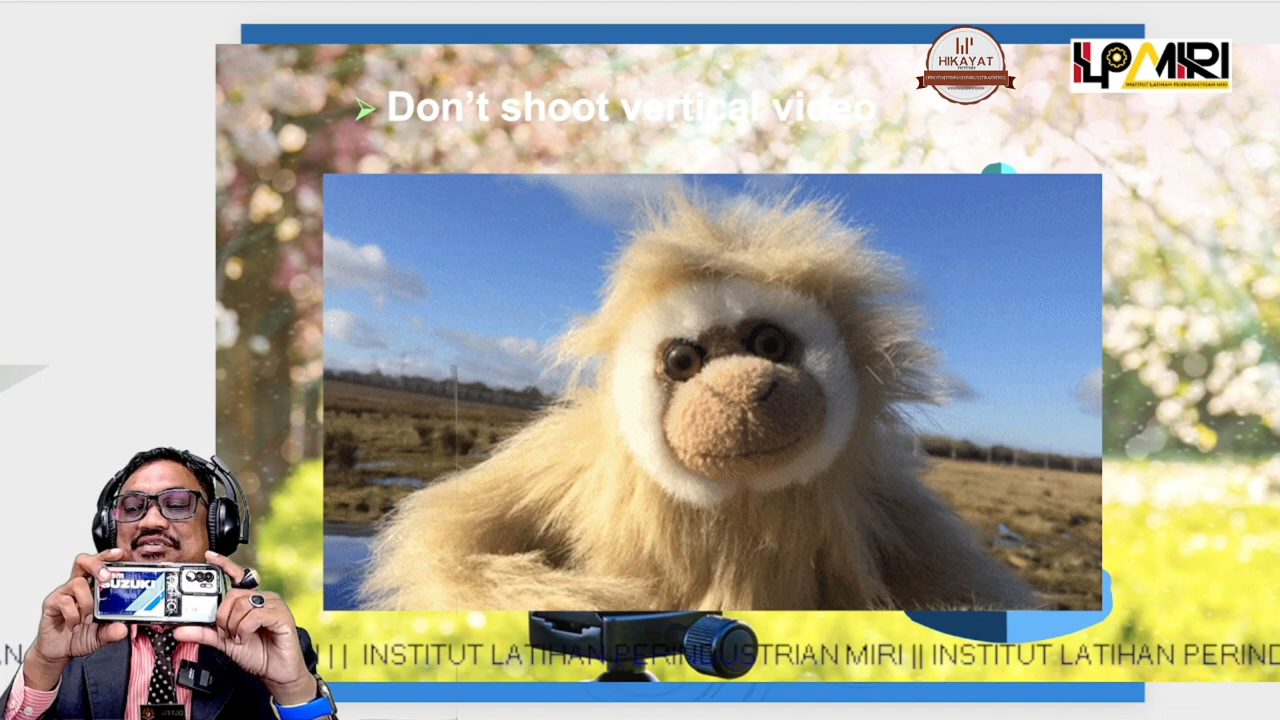 HIKAYAT
ILPMIRI
INSTITUT LATIHAN PERINDUSTRIAN MIRI
Don't shoot vertical video
SUZUKI
|| INSTITUT LATIHAN PERINDUSTRIAN MIRI || INSTITUT LATIHAN PERIND